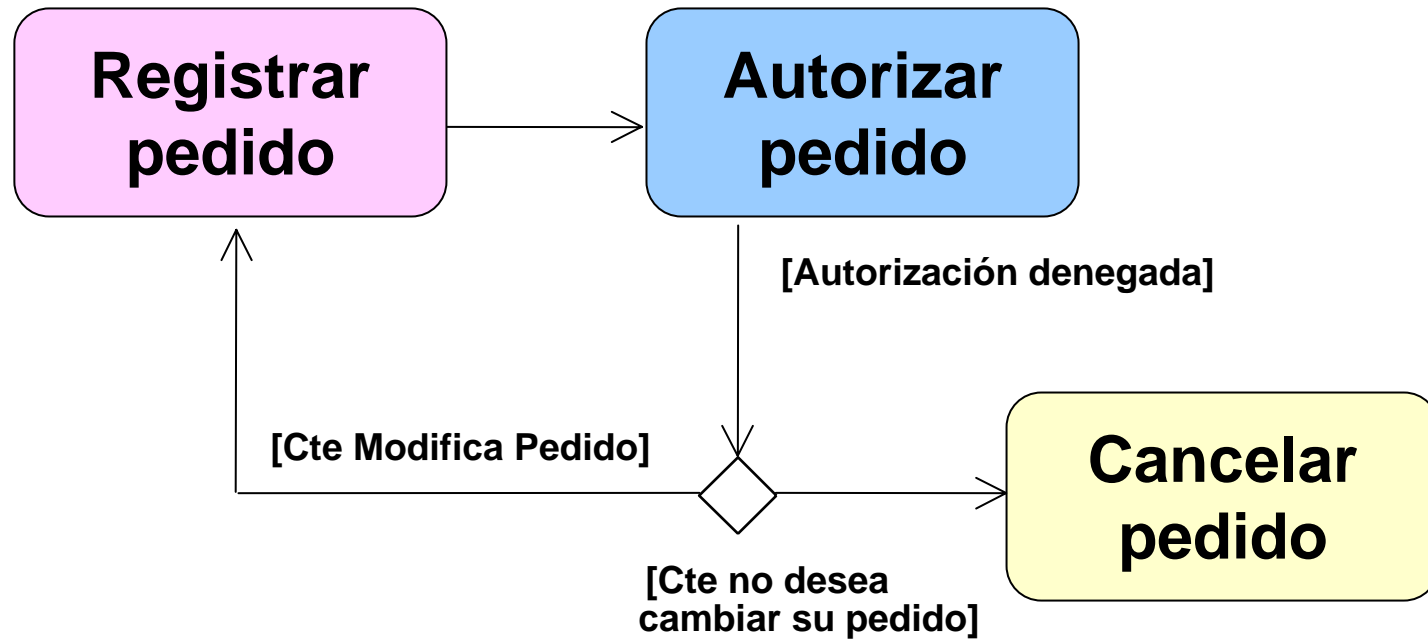 Registrar
pedido
Autorizar
pedido
[Autorización denegada]
[Cte Modifica Pedido]
Cancelar
pedido
[Cte no desea
cambiar su pedido]